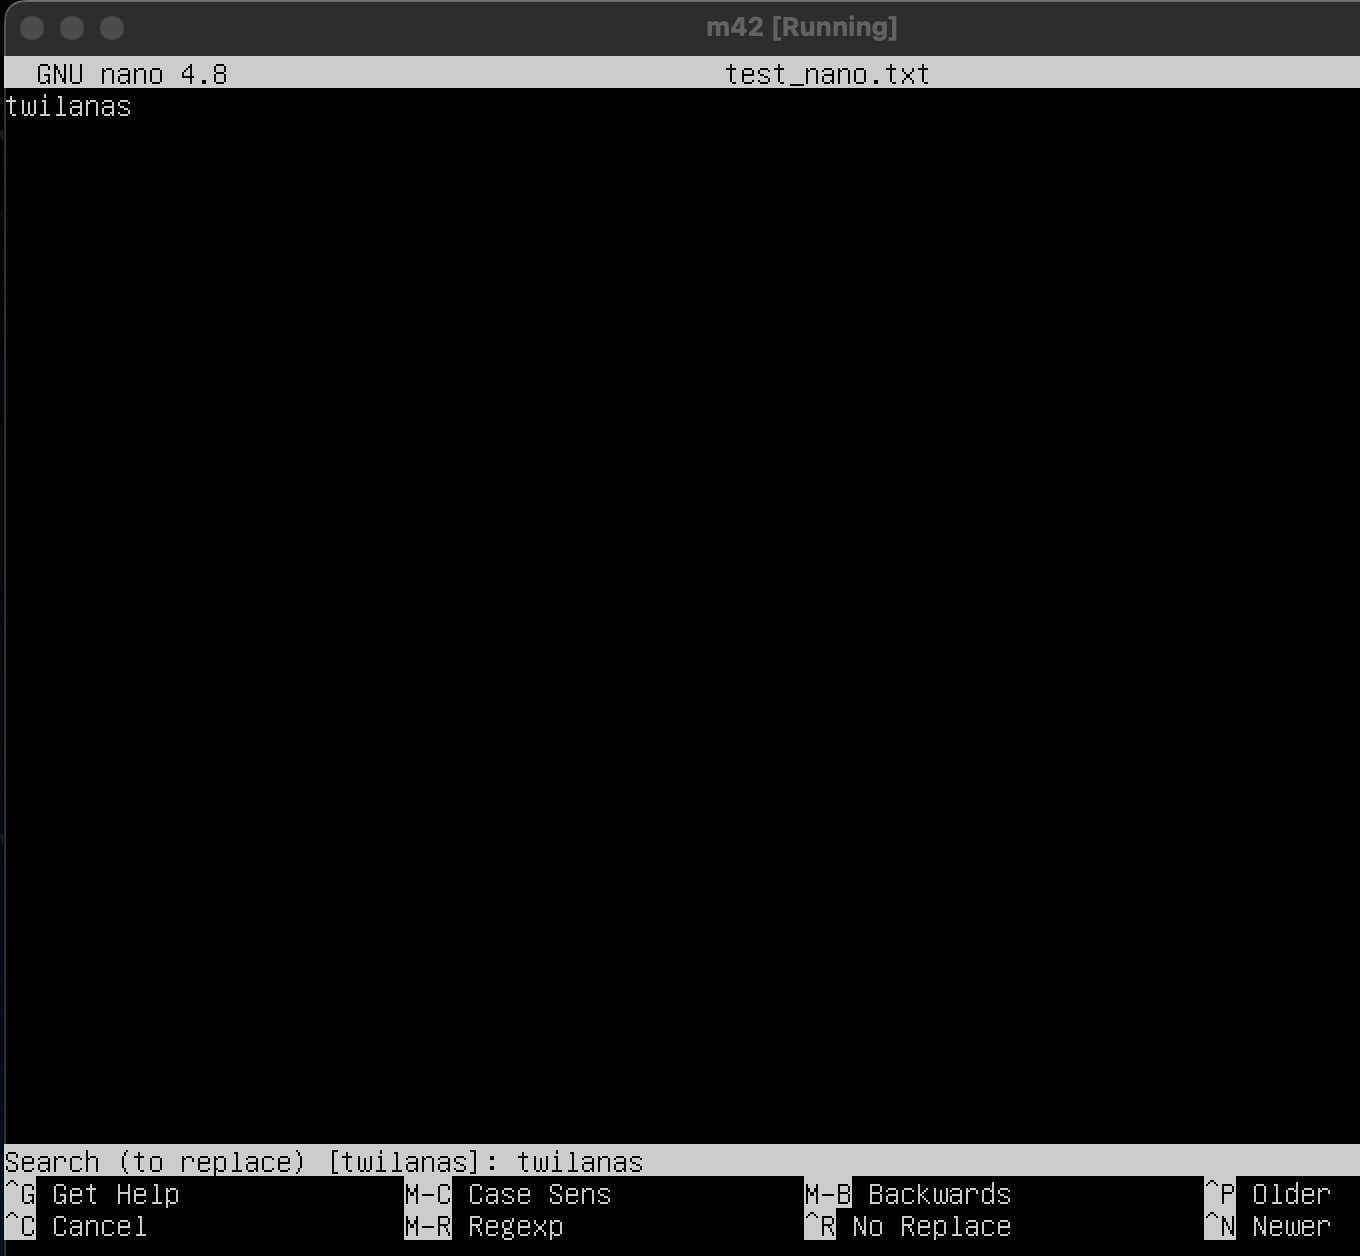 m42 [Running]
GNU nano 4.8 test_nano.txt
twilanas
Search (to replace) [twilanas]: twilanas
^G Get Help M-C Case Sens M-B Backwards ^P Older
^C Cancel M-R Regexp ^R No Replace ^N Newer